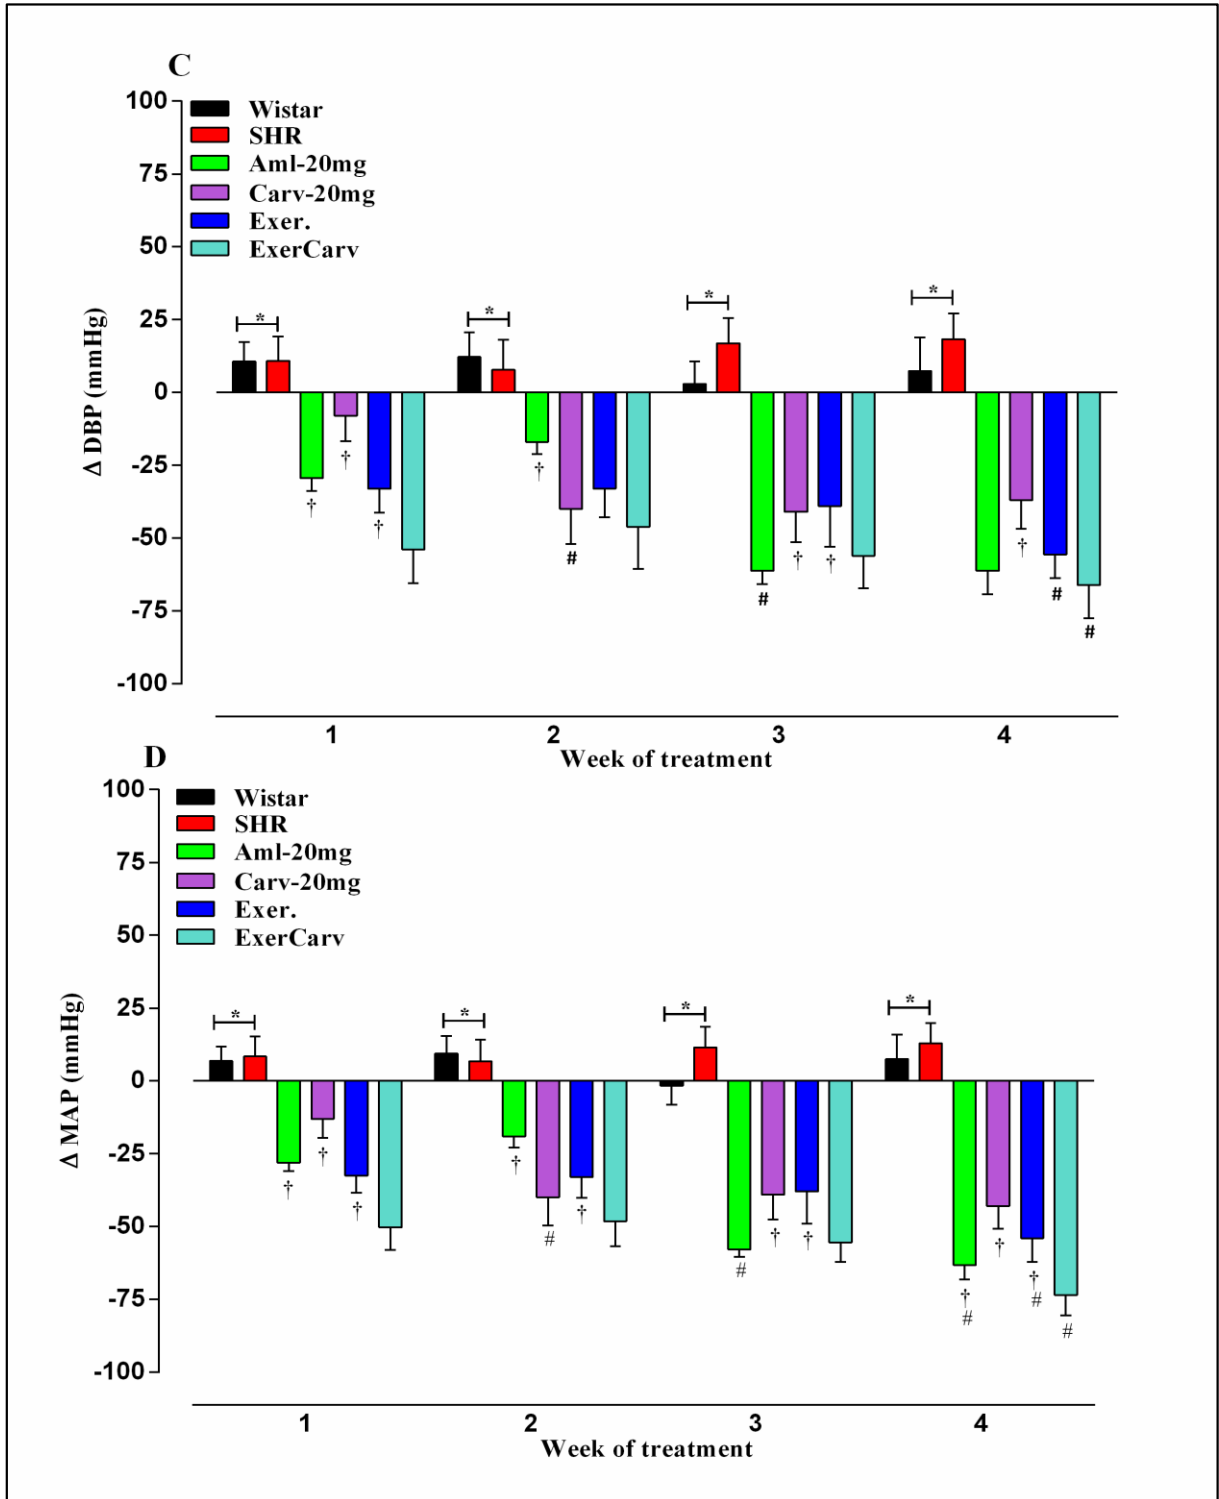 C
100
75
50
25
0
-25
-50
-75
-100
Δ DBP (mmHg)
Wistar
SHR
Aml-20mg
Carv-20mg
Exer.
ExerCarv
* * * *
† † †
† #
# † †
† # #
1 2 3 4
Week of treatment
D
100
75
50
25
0
-25
-50
-75
-100
Δ MAP (mmHg)
Wistar
SHR
Aml-20mg
Carv-20mg
Exer.
ExerCarv
* * * *
† † †
† # †
# † †
† # † † # #
1 2 3 4
Week of treatment